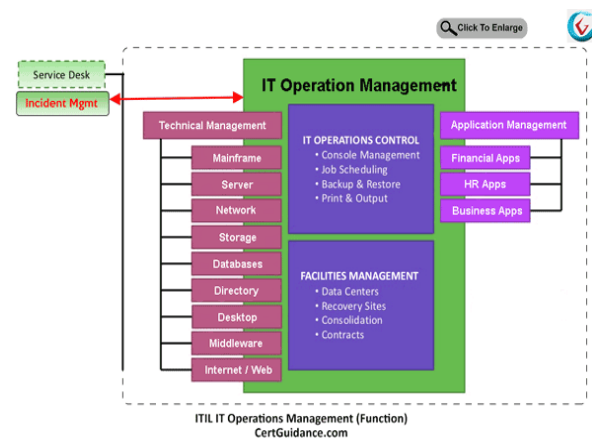 Click To Enlarge
Service Desk
Incident Mgmt
IT Operation Management
Technical Management
Mainframe
Server
Network
Storage
Databases
Directory
Desktop
Middleware
Internet / Web
IT OPERATIONS CONTROL
• Console Management
• Job Scheduling
• Backup & Restore
• Print & Output
FACILITIES MANAGEMENT
• Data Centers
• Recovery Sites
• Consolidation
• Contracts
Application Management
Financial Apps
HR Apps
Business Apps
ITIL IT Operations Management (Function)
CertGuidance.com